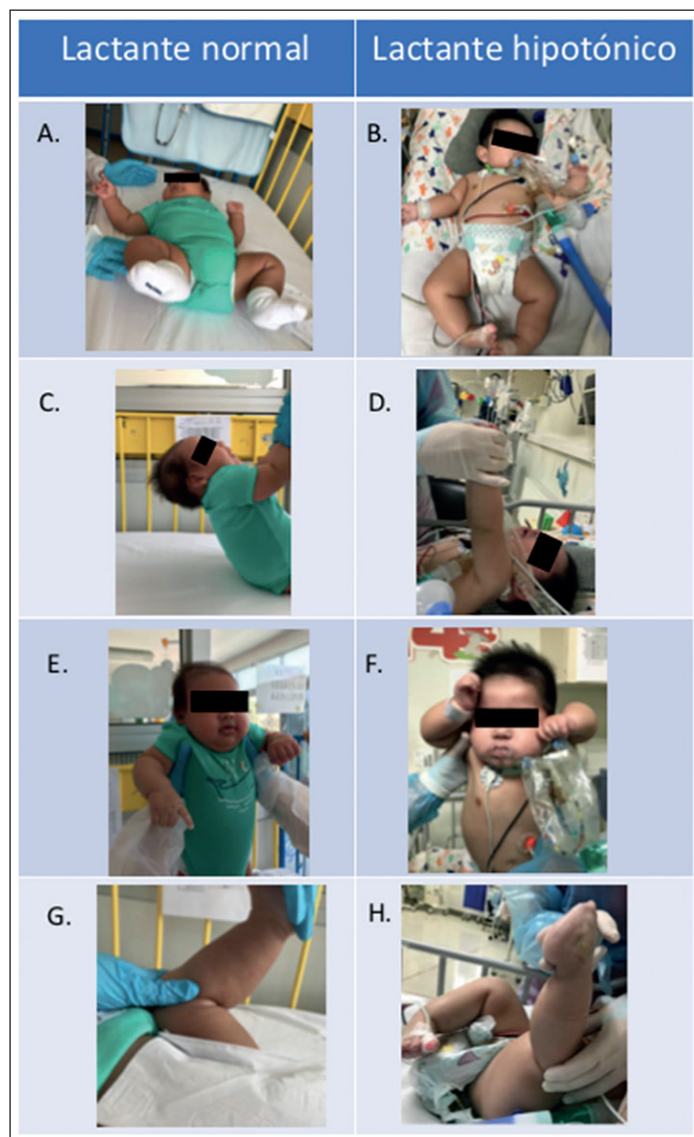 Lactante normal
Lactante hipotónico
A.
B.
C.
D.
E.
F.
G.
H.